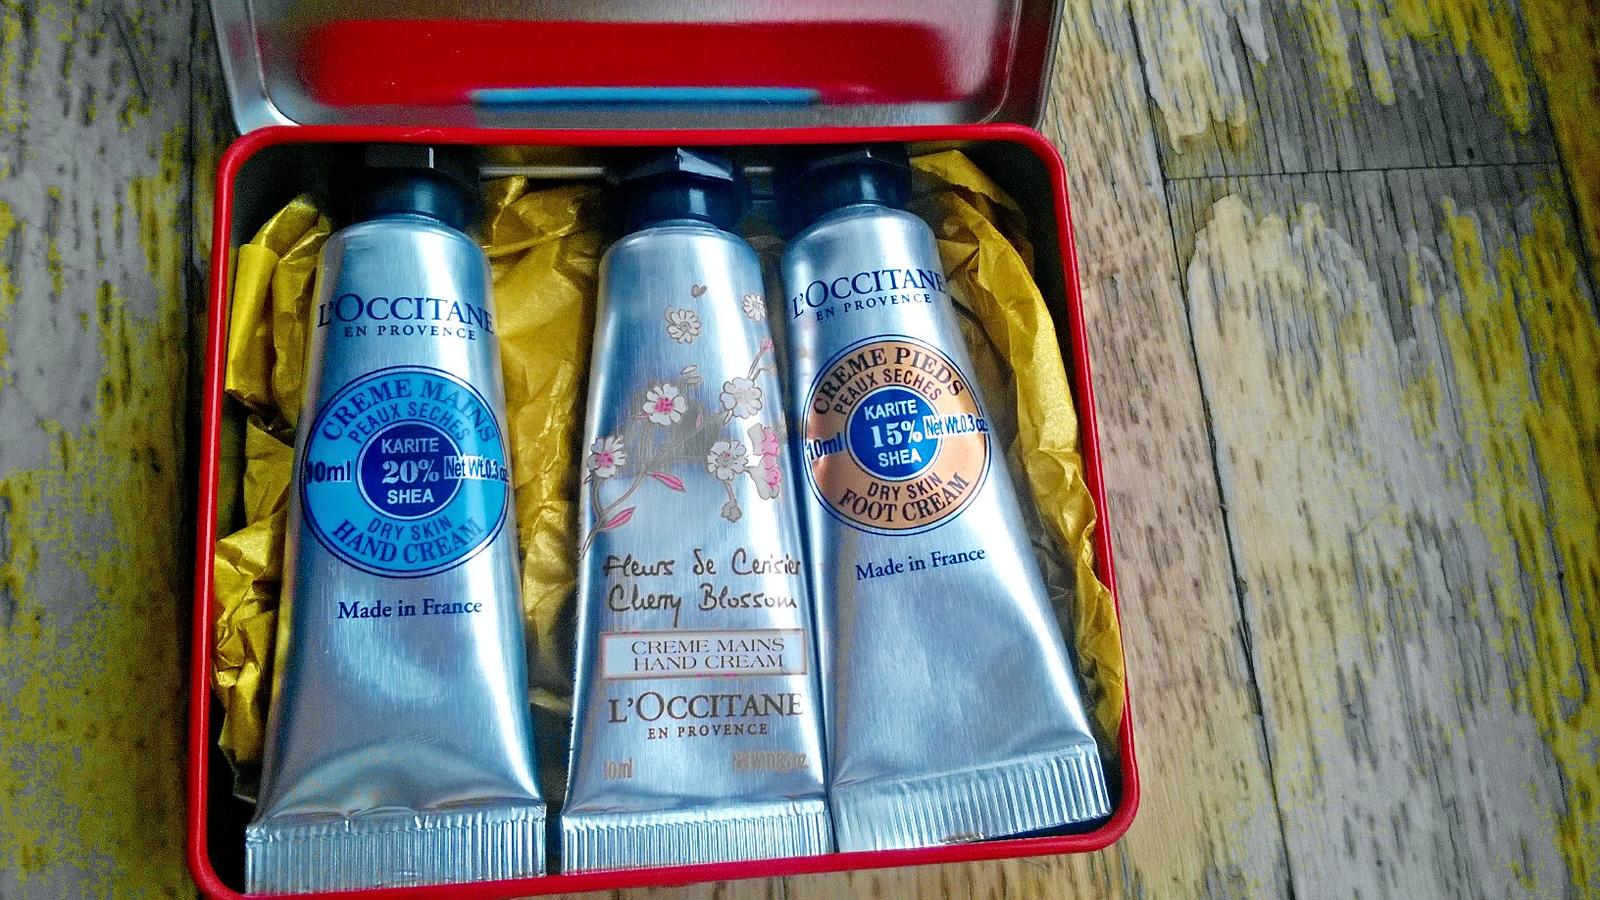 L'OCCITANE
EN PROVENCE
CREME MAINS
PEAUX SECHES
KARITE
10ml 20% Net Wt.0.3 oz.
SHEA
DRY SKIN
HAND CREAM
Made in France
Fleurs de Cerisier
Cherry Blossom
CREME MAINS
HAND CREAM
L'OCCITANE
EN PROVENCE
10 ml
L'OCCITANE
EN PROVENCE
CREME PIEDS
PEAUX SECHES
KARITE
10ml 15% Net Wt.0.3 oz.
SHEA
DRY SKIN
FOOT CREAM
Made in France